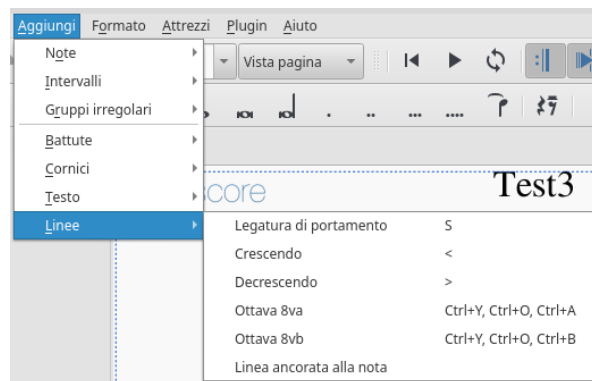 Aggiungi Formato Attrezzi Plugin Aiuto
Note
Vista pagina
Intervalli
Gruppi irregolari
Battute
Cornici
Testo
core
Test3
Linee
Legatura di portamento S
Crescendo <
Decrescendo >
Ottava 8va Ctrl+Y, Ctrl+O, Ctrl+A
Ottava 8vb Ctrl+Y, Ctrl+O, Ctrl+B
Linea ancorata alla nota